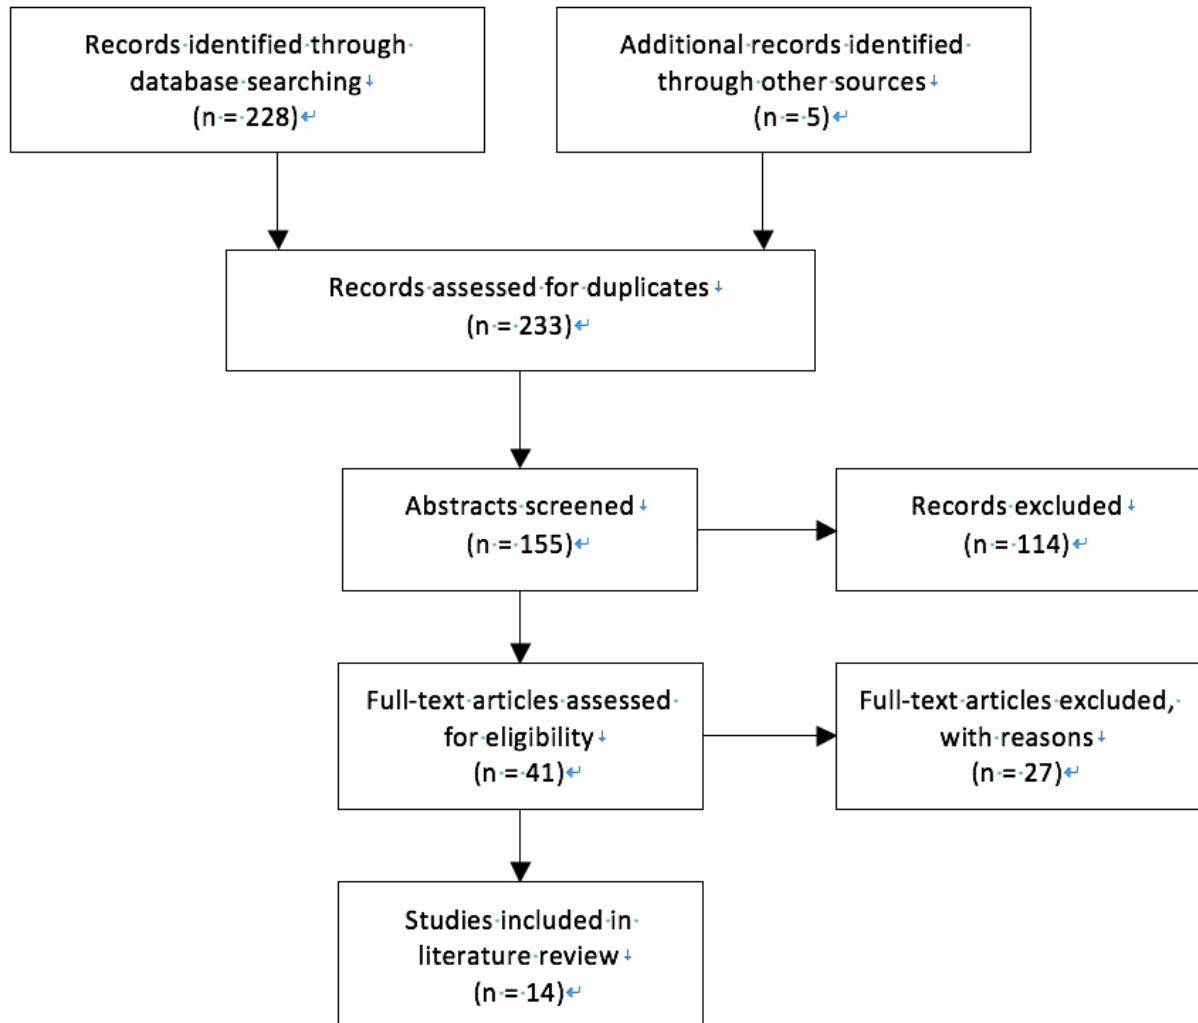 Records identified through
database searching
(n = 228)
Additional records identified
through other sources
(n = 5)
Records assessed for duplicates
(n = 233)
Abstracts screened
(n = 155)
Records excluded
(n = 114)
Full-text articles assessed
for eligibility
(n = 41)
Full-text articles excluded,
with reasons
(n = 27)
Studies included in
literature review
(n = 14)